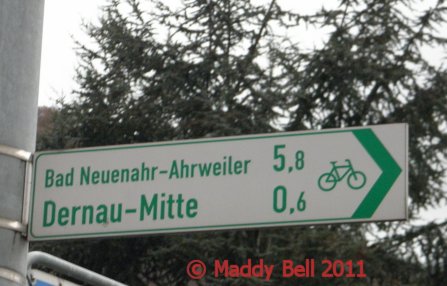 Bad Neuenahr-Ahrweiler 5,8
Dernau-Mitte 0,6
© Maddy Bell 2011